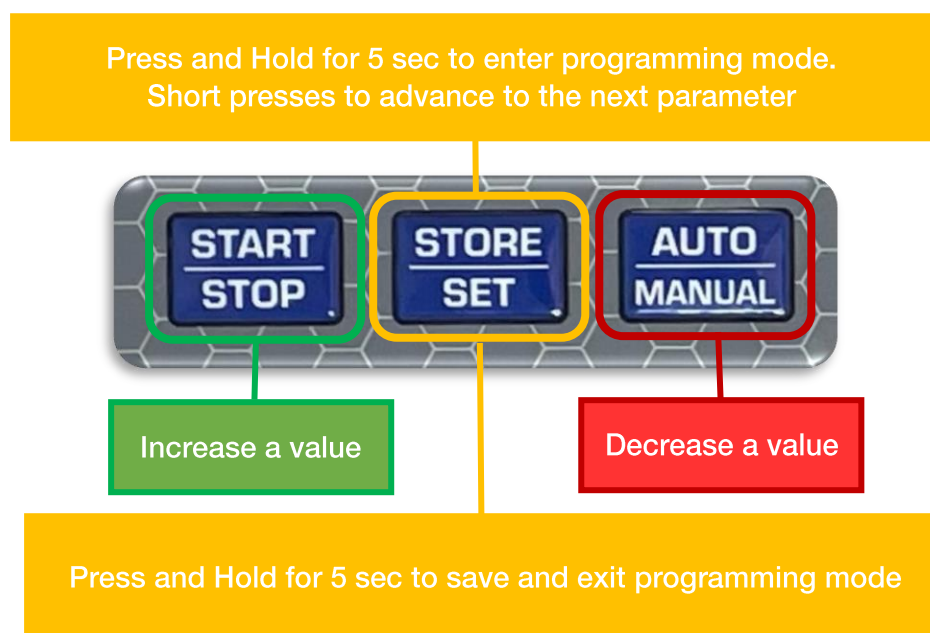 Press and Hold for 5 sec to enter programming mode.
Short presses to advance to the next parameter
START
STOP
STORE
SET
AUTO
MANUAL
Increase a value
Decrease a value
Press and Hold for 5 sec to save and exit programming mode